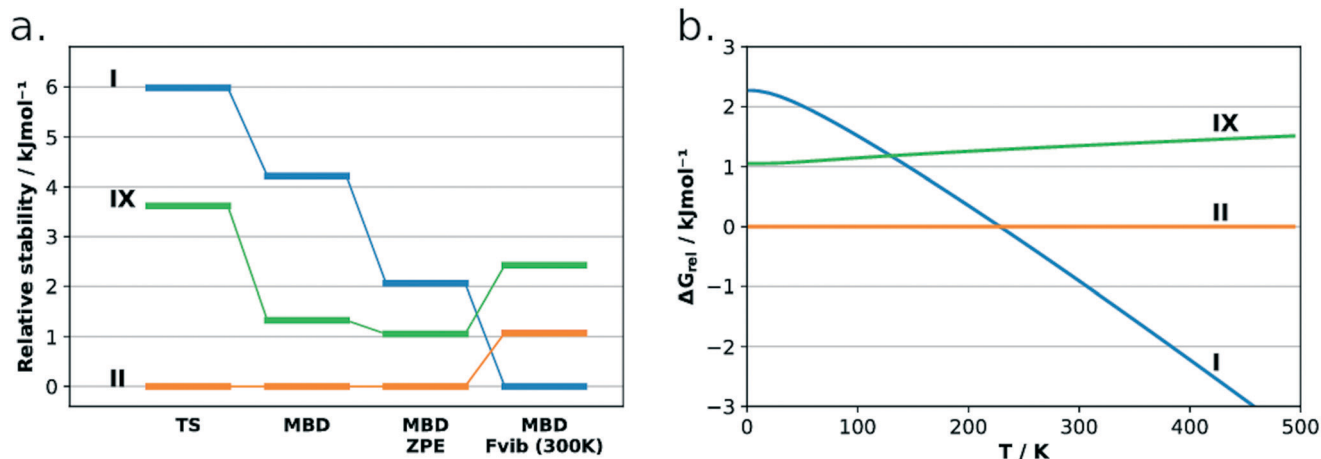 a.
Relative stability / kJmol⁻¹
6
5
4
3
2
1
0
I
IX
II
TS
MBD
MBD
ZPE
MBD
Fvib (300K)
b.
ΔG_rel / kJmol⁻¹
3
2
1
0
−1
−2
−3
IX
II
I
0
100
200
300
400
500
T / K